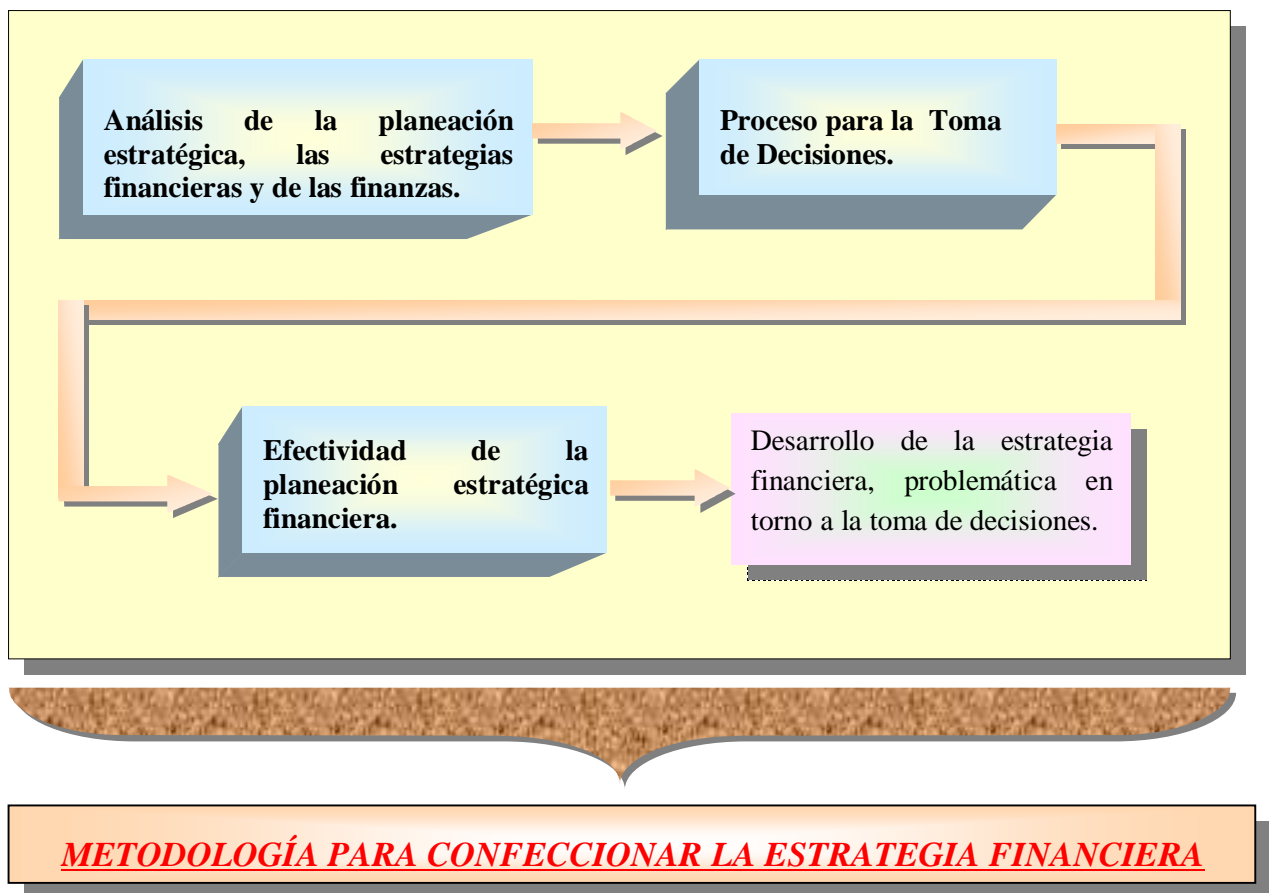 Análisis de la planeación
estratégica, las estrategias
financieras y de las finanzas.
Proceso para la Toma
de Decisiones.
Efectividad de la
planeación estratégica
financiera.
Desarrollo de la estrategia
financiera, problemática en
torno a la toma de decisiones.
METODOLOGÍA PARA CONFECCIONAR LA ESTRATEGIA FINANCIERA